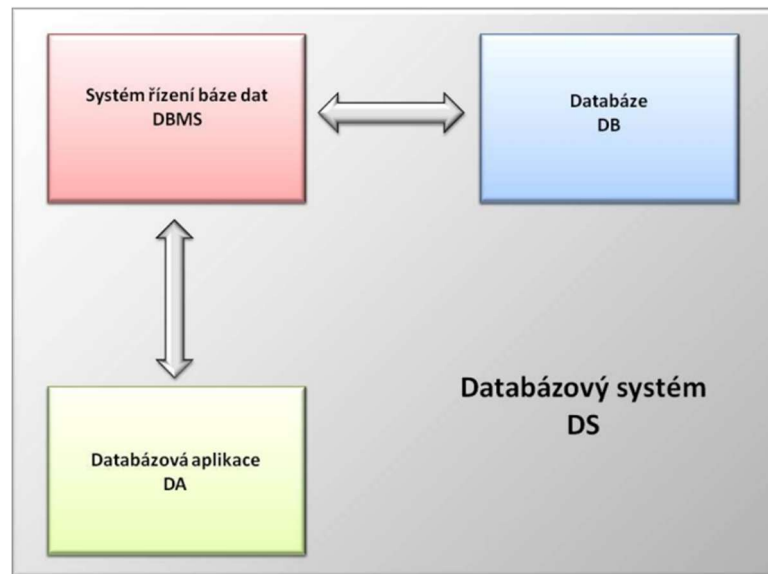 Systém řízení báze dat
DBMS
Databáze
DB
Databázová aplikace
DA
Databázový systém
DS